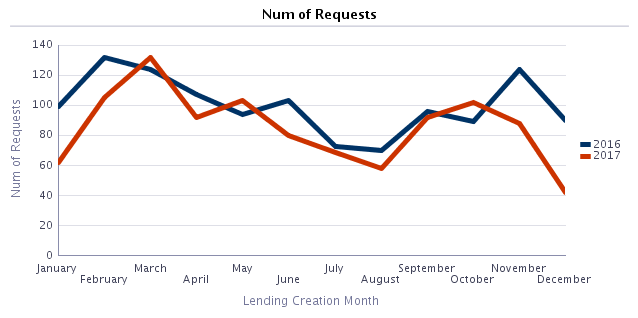 Num of Requests
140
120
100
80
60
40
20
0
Num of Requests
January
February
March
April
May
June
July
August
September
October
November
December
Lending Creation Month
2016
2017